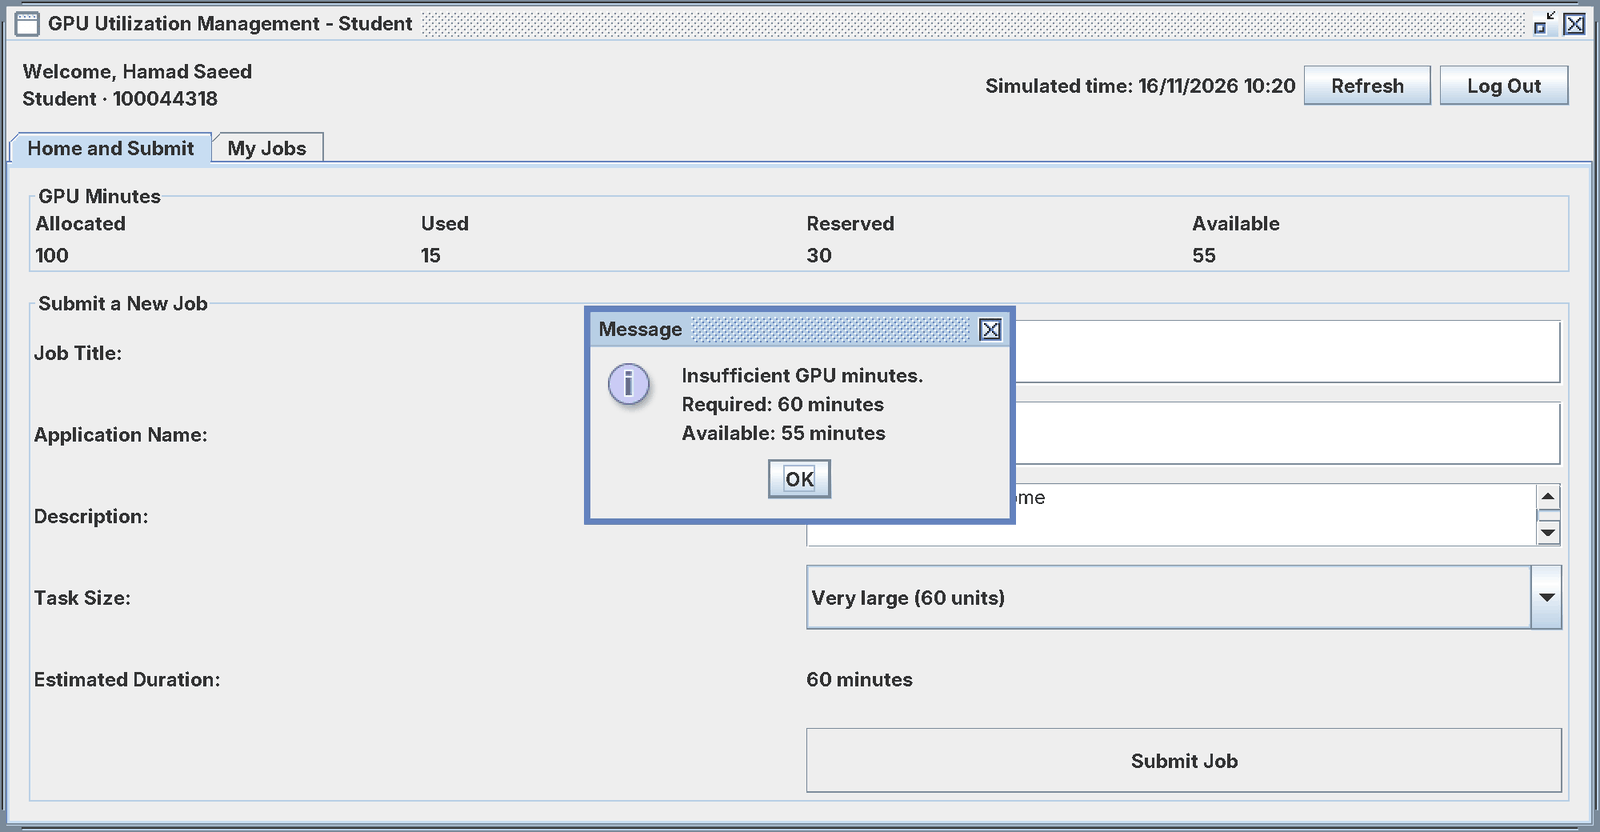 GPU Utilization Management - Student
Welcome, Hamad Saeed
Student · 100044318
Simulated time: 16/11/2026 10:20
Refresh
Log Out
Home and Submit
My Jobs
GPU Minutes
Allocated
Used
Reserved
Available
100
15
30
55
Submit a New Job
Job Title:
Message
Insufficient GPU minutes.
Required: 60 minutes
Available: 55 minutes
OK
Application Name:
Description:
Task Size:
Very large (60 units)
Estimated Duration:
60 minutes
Submit Job